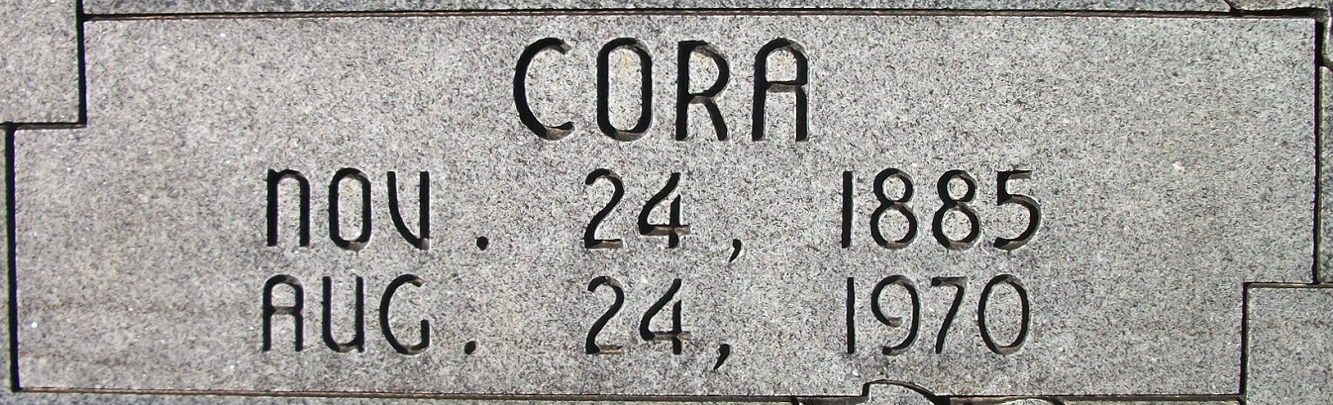 CORA
NOV. 24, 1885
AUG. 24, 1970